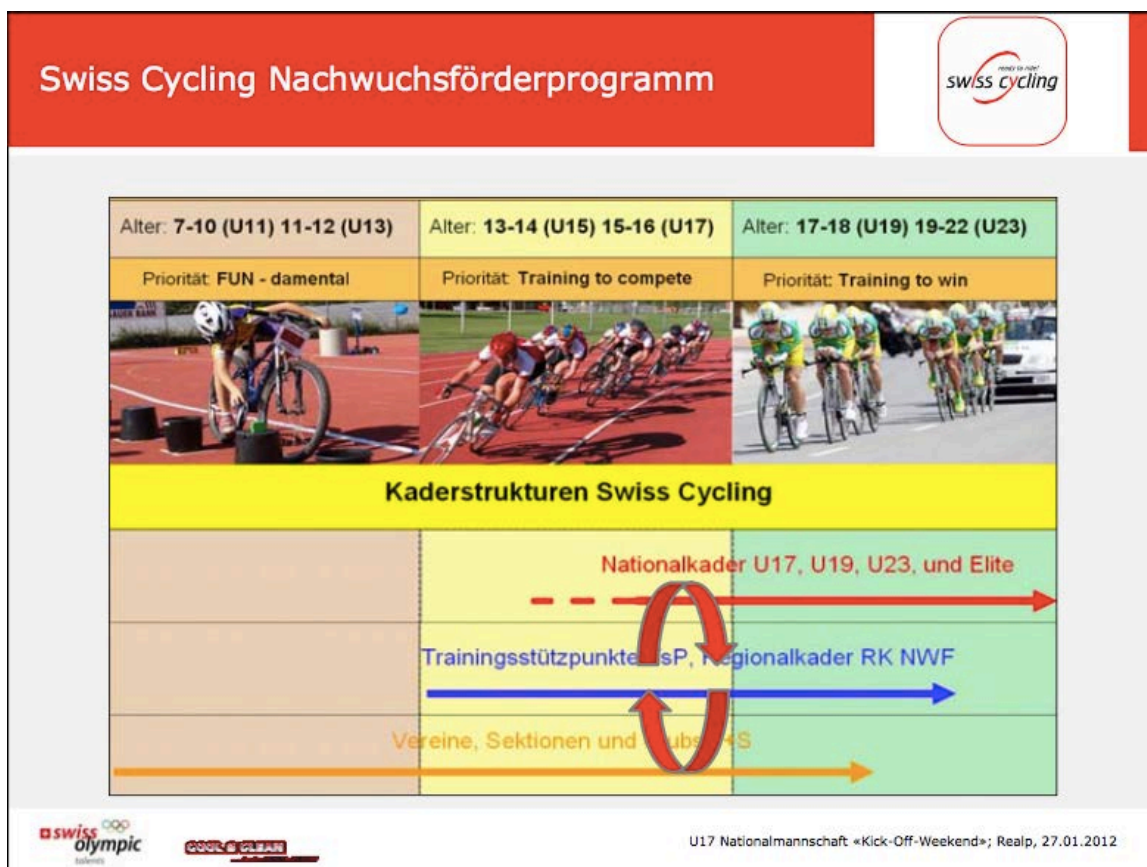 Swiss Cycling Nachwuchsförderprogramm
ready to ride!
swiss cycling
Alter: 7-10 (U11) 11-12 (U13)
Alter: 13-14 (U15) 15-16 (U17)
Alter: 17-18 (U19) 19-22 (U23)
Priorität: FUN - damental
Priorität: Training to compete
Priorität: Training to win
BANK
Kaderstrukturen Swiss Cycling
Nationalkader U17, U19, U23, und Elite
Trainingsstützpunkte sP, Regionalkader RK NWF
Vereine, Sektionen und ubs +S
swiss
olympic
talents
COOL & CLEAN
U17 Nationalmannschaft «Kick-Off-Weekend»; Realp, 27.01.2012